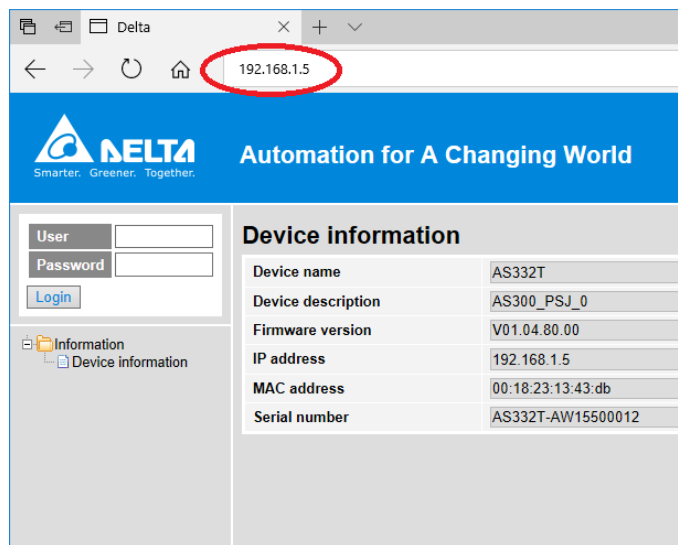 Delta
192.168.1.5
DELTA
Smarter. Greener. Together.
Automation for A Changing World
User
Password
Login
Information
Device information
Device information
Device name AS332T
Device description AS300_PSJ_0
Firmware version V01.04.80.00
IP address 192.168.1.5
MAC address 00:18:23:13:43:db
Serial number AS332T-AW15500012